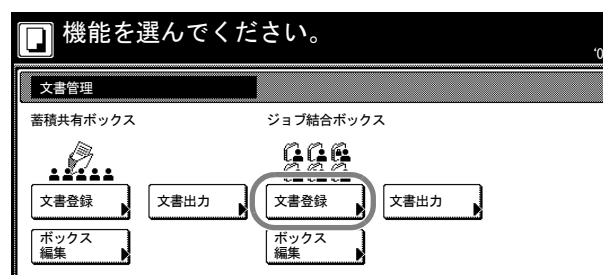 機能を選んでください。
'0
文書管理
蓄積共有ボックス
ジョブ結合ボックス
文書登録
文書出力
文書登録
文書出力
ボックス
編集
ボックス
編集